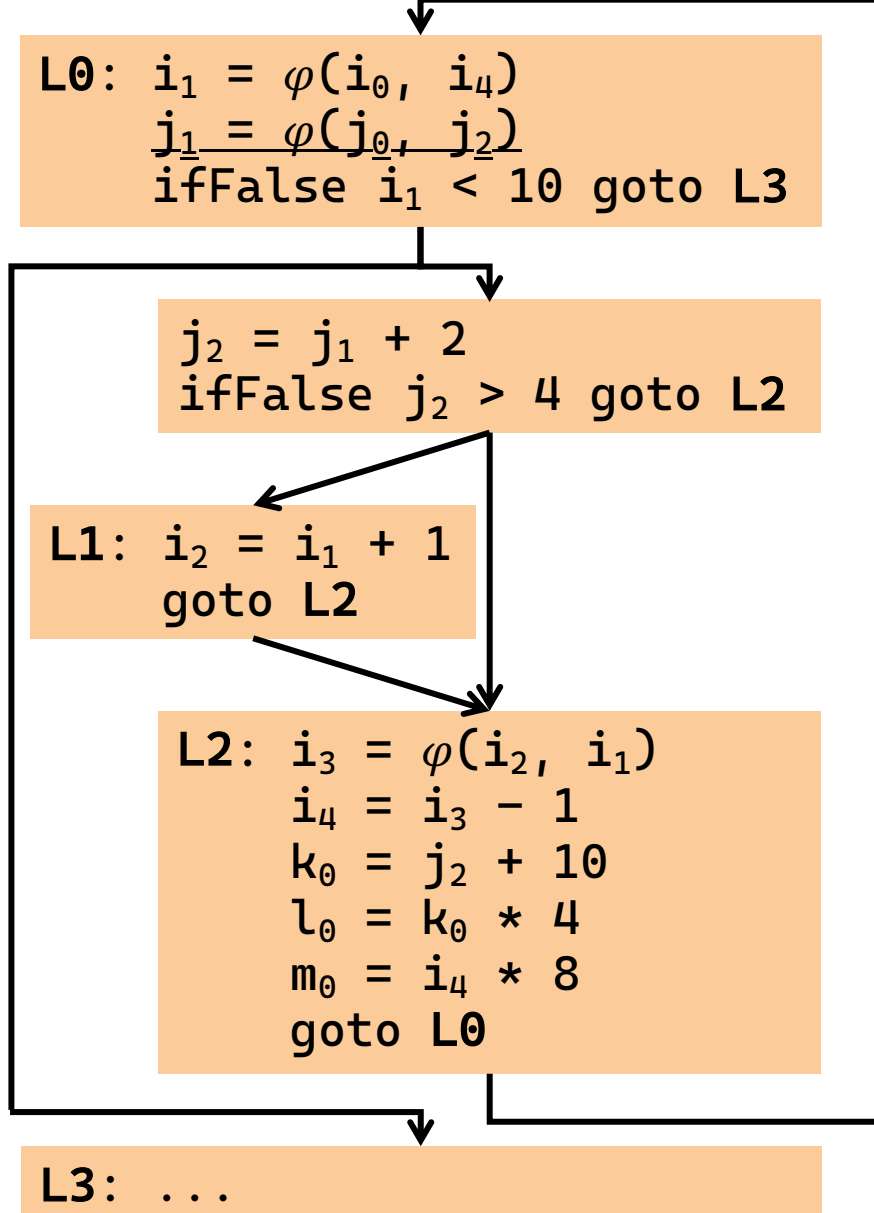 L0: i₁ = φ(i₀, i₄)
j₁ = φ(j₀, j₂)
ifFalse i₁ < 10 goto L3
j₂ = j₁ + 2
ifFalse j₂ > 4 goto L2
L1: i₂ = i₁ + 1
goto L2
L2: i₃ = φ(i₂, i₁)
i₄ = i₃ − 1
k₀ = j₂ + 10
l₀ = k₀ * 4
m₀ = i₄ * 8
goto L0
L3: ...